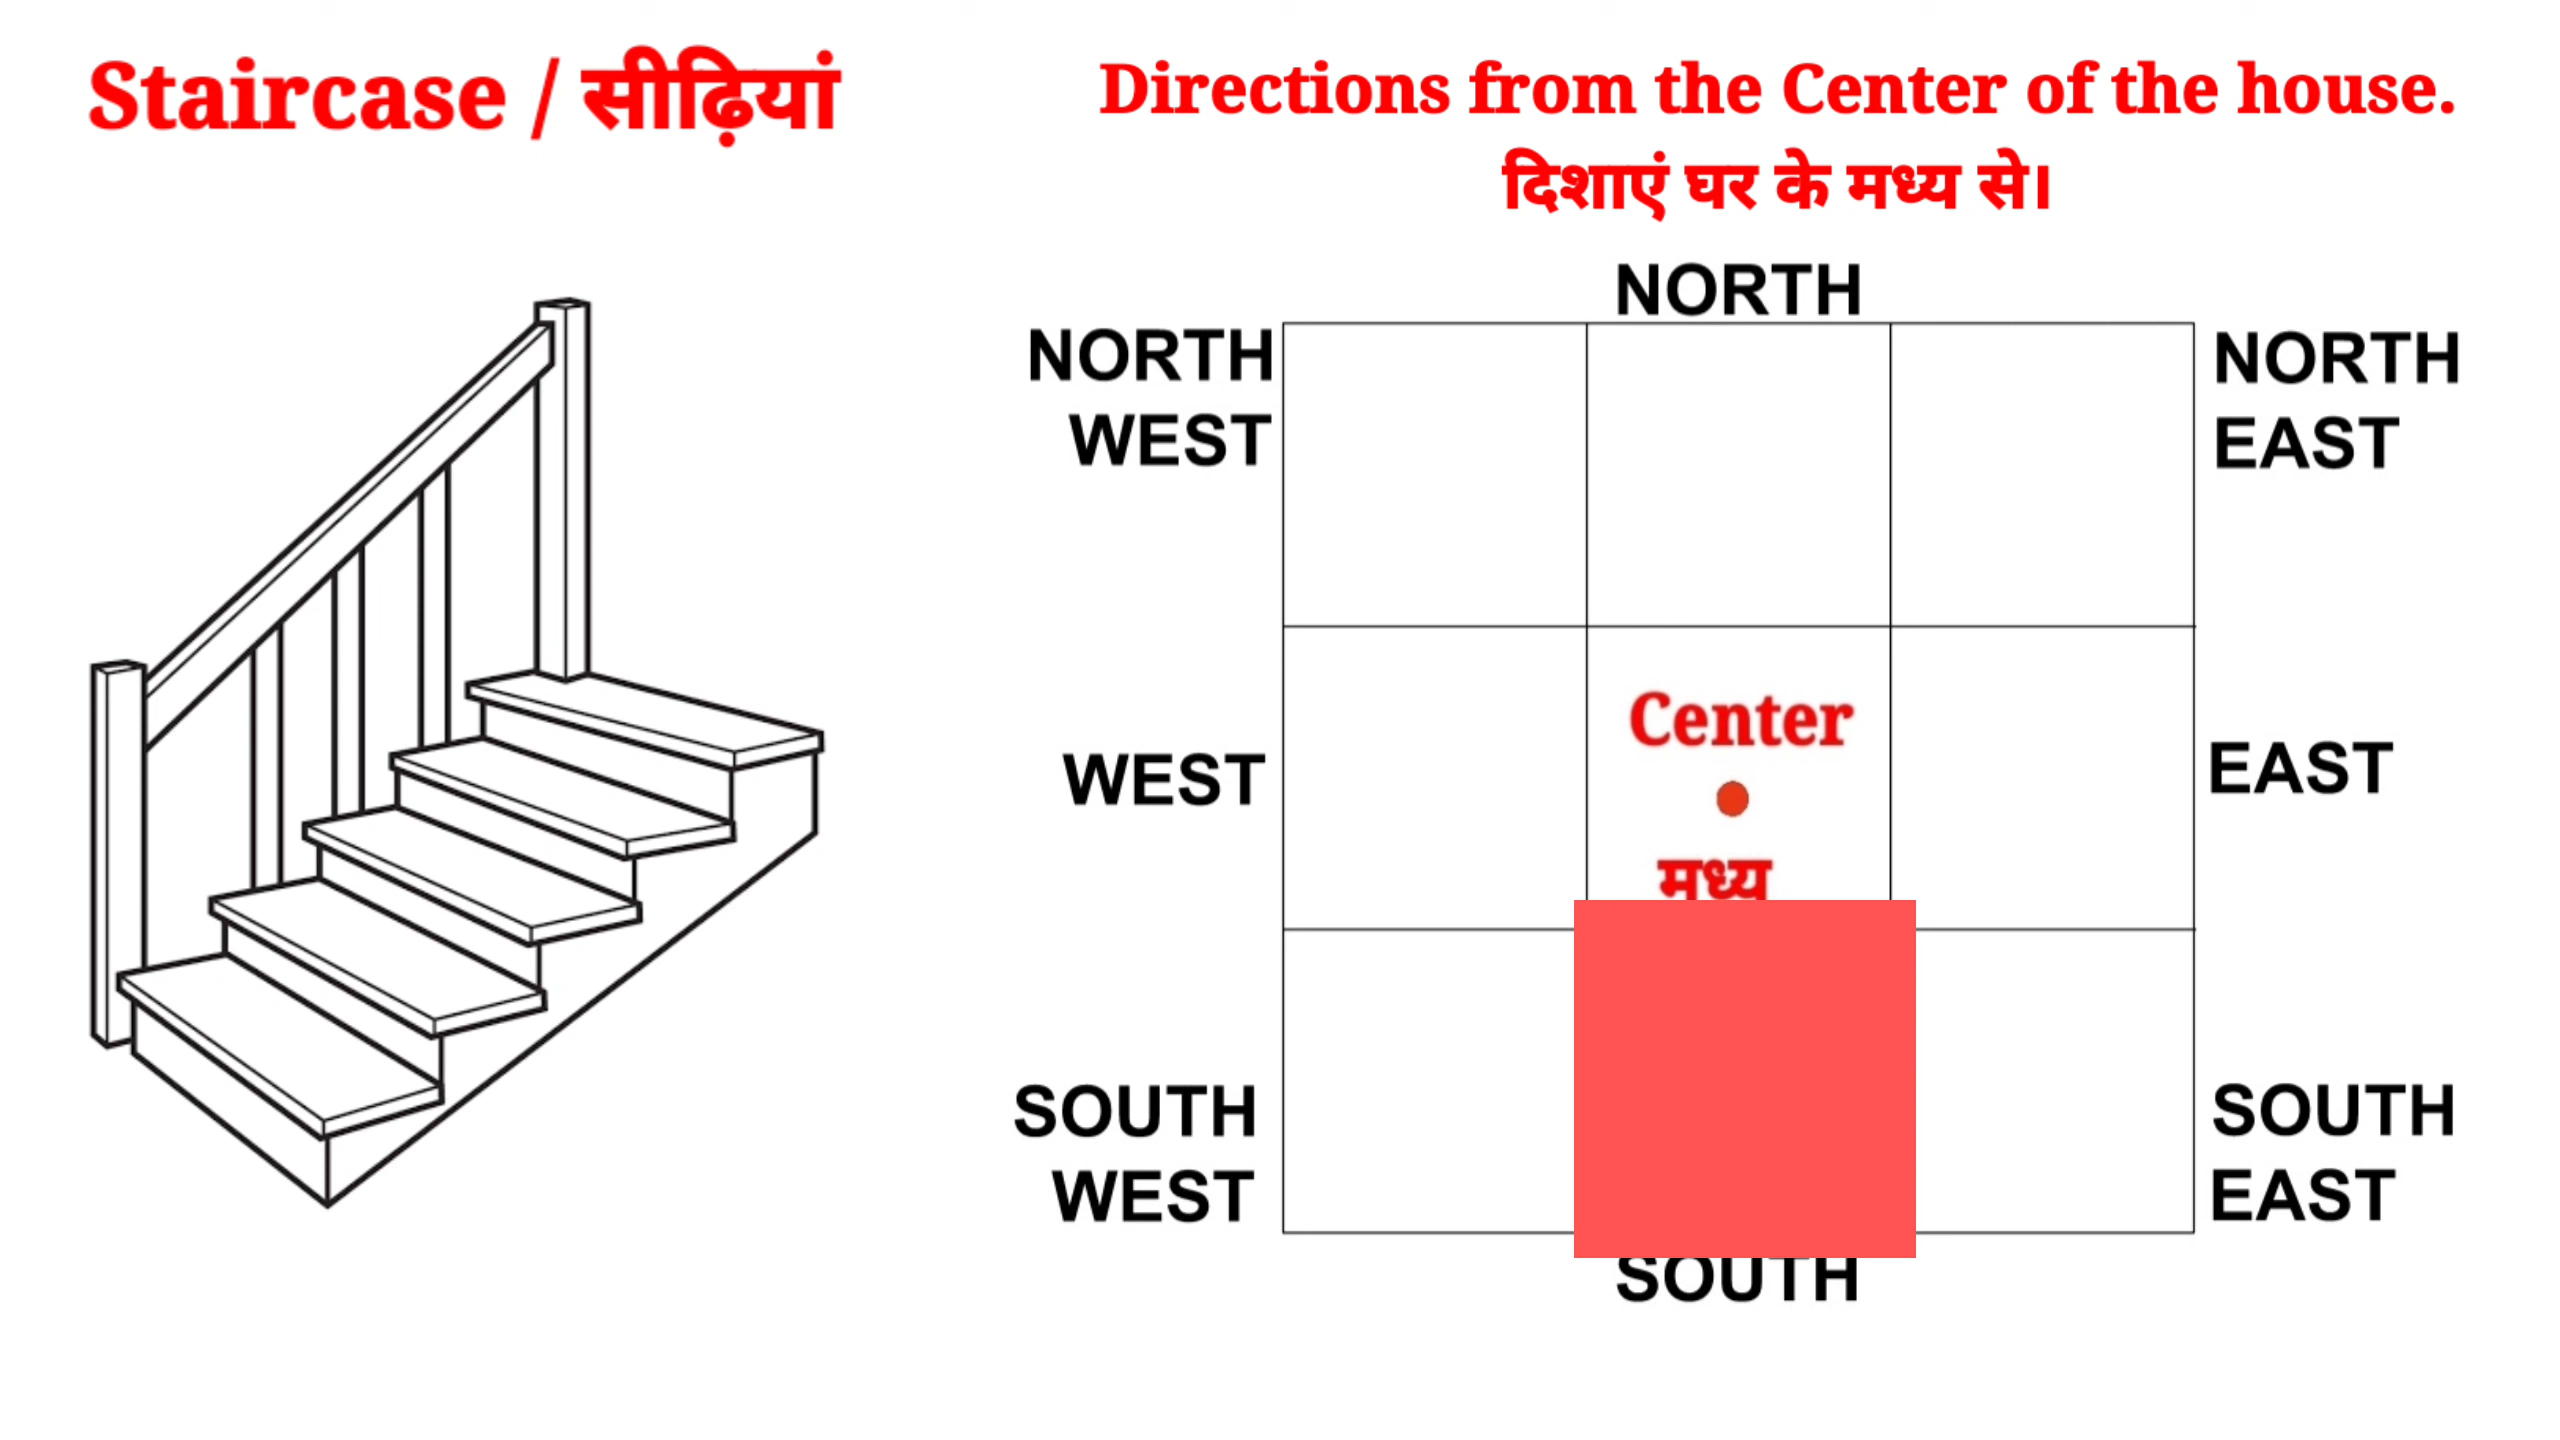 Staircase / सीढ़ियां
Directions from the Center of the house.
दिशाएं घर के मध्य से।
NORTH
NORTH
WEST
NORTH
EAST
Center
मध्य
WEST
EAST
SOUTH
WEST
SOUTH
EAST
SOUTH